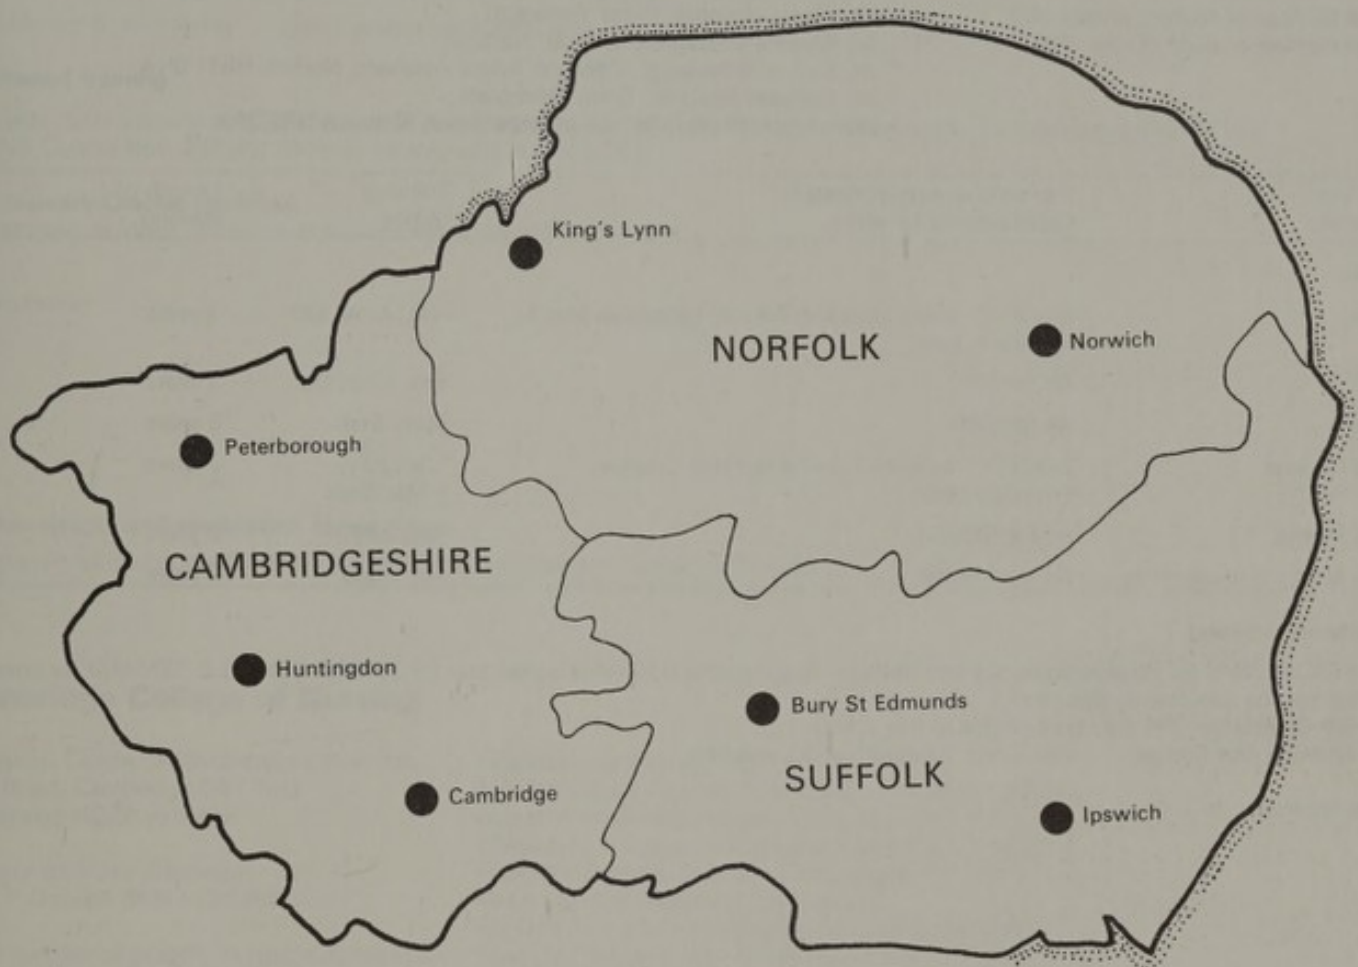 King's Lynn
NORFOLK
Norwich
Peterborough
CAMBRIDGESHIRE
Huntingdon
Bury St Edmunds
SUFFOLK
Cambridge
Ipswich